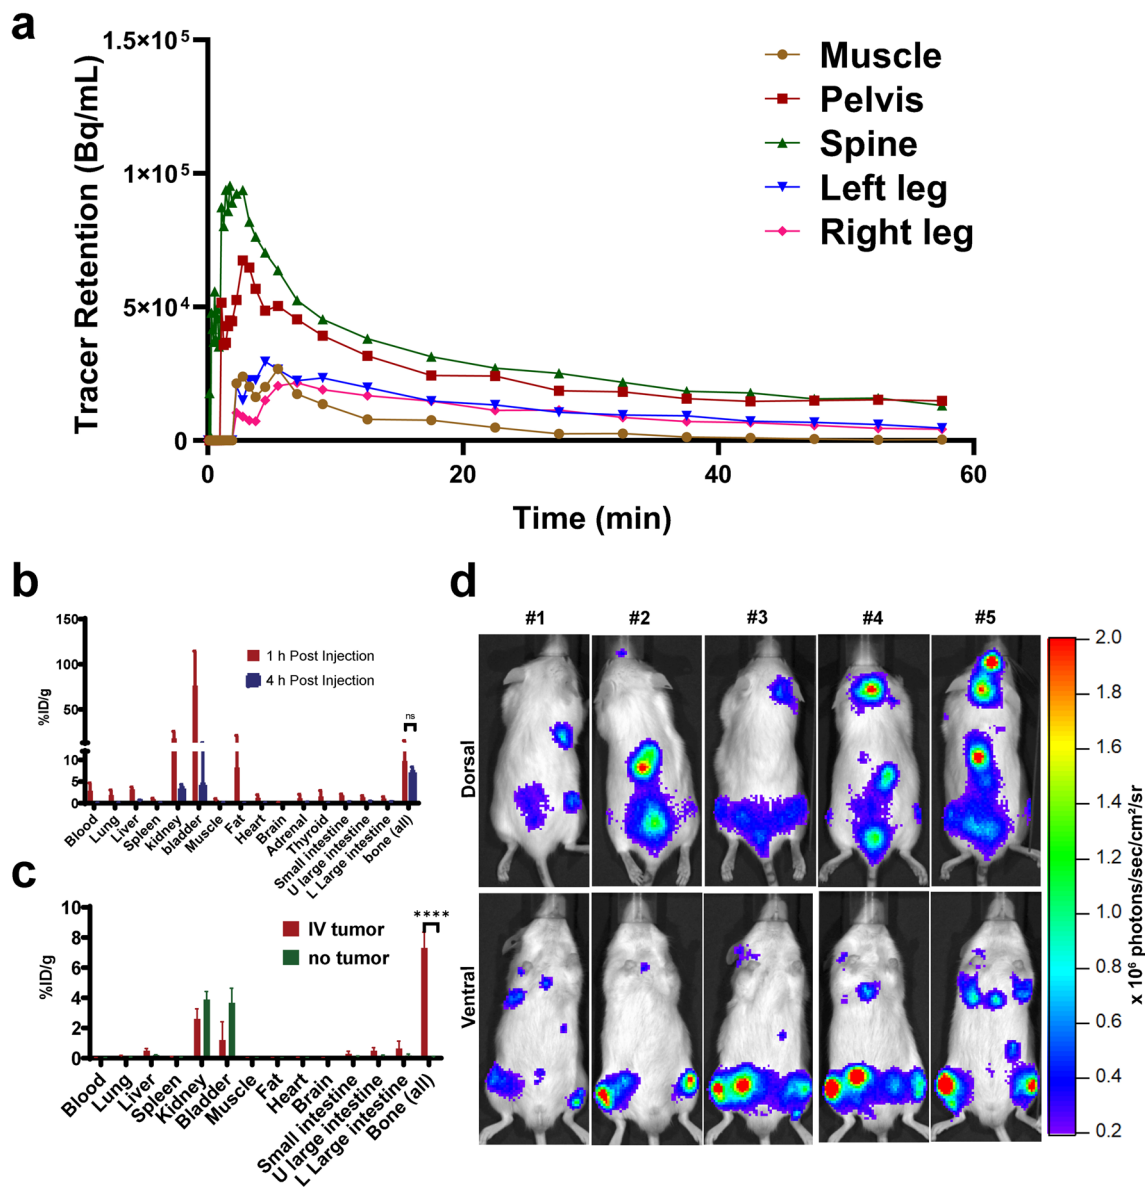 a
Tracer Retention (Bq/mL)
1.5×10⁵
1×10⁵
5×10⁴
0
0
20
40
60
Time (min)
Muscle
Pelvis
Spine
Left leg
Right leg
b
%ID/g
150
100
50
10
5
0
1 h Post Injection
4 h Post Injection
ns
Blood
Lung
Liver
Spleen
kidney
bladder
Muscle
Fat
Heart
Brain
Adrenal
Thyroid
Small intestine
U large intestine
L Large intestine
bone (all)
c
%ID/g
10
8
6
4
2
0
IV tumor
no tumor
****
Blood
Lung
Liver
Spleen
Kidney
Bladder
Muscle
Fat
Heart
Brain
Small intestine
U large intestine
L Large intestine
Bone (all)
d
#1
#2
#3
#4
#5
Dorsal
Ventral
2.0
1.8
1.6
1.4
1.2
1.0
0.8
0.6
0.4
0.2
x 10⁶ photons/sec/cm²/sr